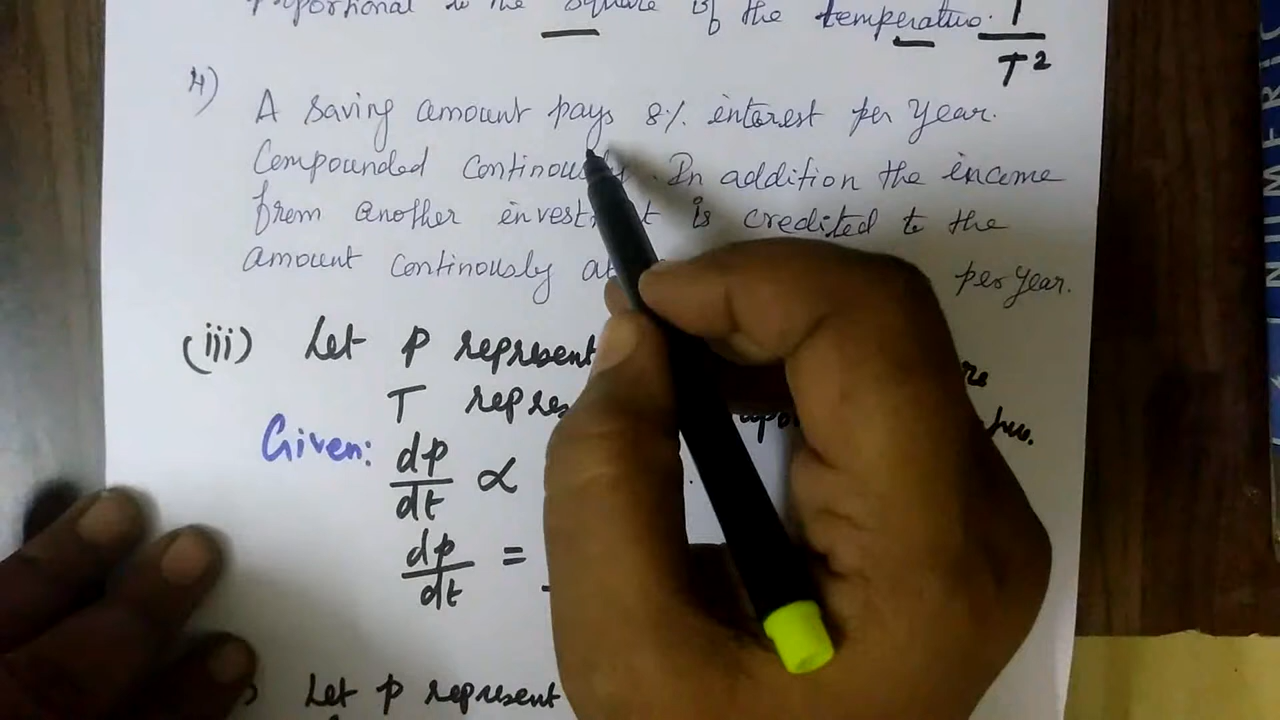 Proportional to the square of the temperature. 1
T²
4) A saving amount pays 8% interest per year.
Compounded continously. In addition the income
from another is credited to the
amount continously at per year.
(iii) Let P represent
T
Given: dp/dt ∝
dp/dt =
Let P represent
NUMERIC